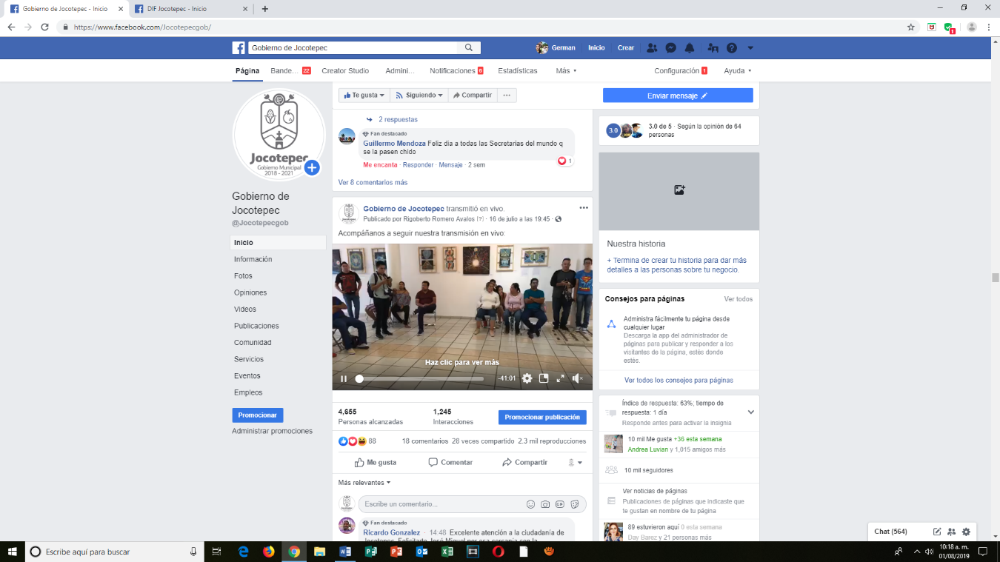 Gobierno de Jocotepec - Inicio
DIF Jocotepec - Inicio
https://www.facebook.com/Jocotepecgob/
1
Gobierno de Jocotepec
German
Inicio
Crear
Página
Bande... 22
Creator Studio
Admini...
Notificaciones 6
Estadísticas
Más
Configuración 1
Ayuda
Jocotepec
Gobierno Municipal
2018 - 2021
Gobierno de
Jocotepec
@Jocotepecgob
Inicio
Información
Fotos
Opiniones
Videos
Publicaciones
Comunidad
Servicios
Eventos
Empleos
Promocionar
Administrar promociones
Te gusta
Siguiendo
Compartir
...
2 respuestas
Fan destacado
Guillermo Mendoza Feliz dia a todas las Secretarias del mundo q
se la pasen chido
1
Me encanta · Responder · Mensaje · 2 sem
Ver 8 comentarios más
Gobierno de Jocotepec transmitió en vivo.
Publicado por Rigoberto Romero Avalos [?] · 16 de julio a las 19:45 ·
Acompáñanos a seguir nuestra transmisión en vivo:
Haz clic para ver más
-41:01
4,655
Personas alcanzadas
1,245
Interacciones
Promocionar publicación
88
18 comentarios 28 veces compartido 2.3 mil reproducciones
Me gusta
Comentar
Compartir
Más relevantes
Escribe un comentario...
Fan destacado
Ricardo Gonzalez · 14:48 Excelente atención a la ciudadanía de
Jocotepec. Felicitarlo José Miguel por esa cercanía con la
Enviar mensaje
3.0
3.0 de 5 · Según la opinión de 64
personas
Nuestra historia
+ Termina de crear tu historia para dar más
detalles a las personas sobre tu negocio.
Consejos para páginas
Ver todos
Administra fácilmente tu página desde
cualquier lugar
Descarga la app del administrador de
páginas para publicar y responder a los
visitantes de la página, estés donde
estés.
Ver todos los consejos para páginas
Índice de respuesta: 63%; tiempo de
respuesta: 1 día
Responde antes para activar la insignia
10 mil Me gusta +36 esta semana
Andrea Luvian y 1,015 amigos más
10 mil seguidores
Ver noticias de páginas
Publicaciones de páginas que indicaste que
te gustan en nombre de tu página
89 estuvieron aquí 0 esta semana
Day Barez y 21 personas más
Chat (564)
Escribe aquí para buscar
10:18 a. m.
01/08/2019